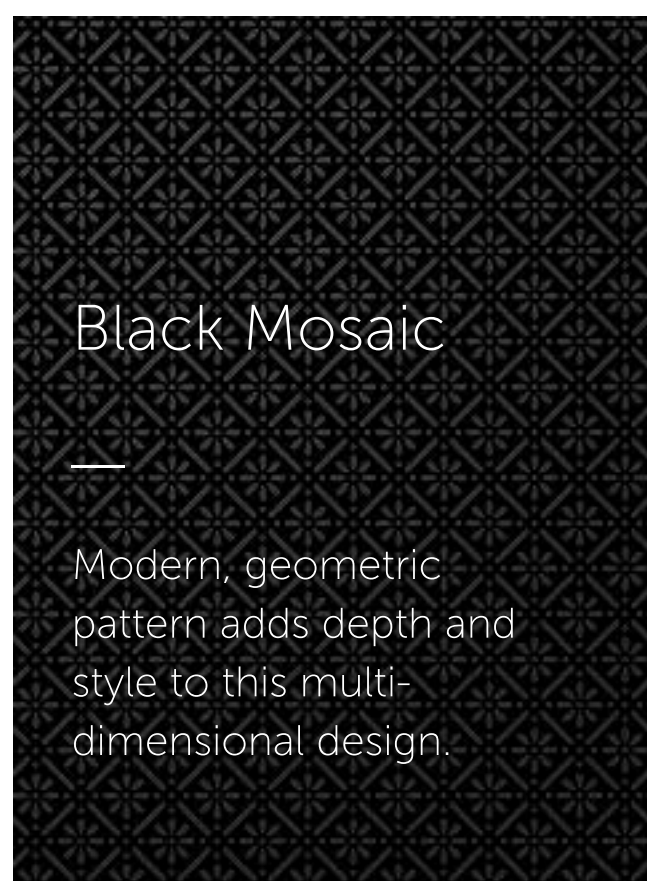 Black Mosaic
Modern, geometric
pattern adds depth and
style to this multi-
dimensional design.